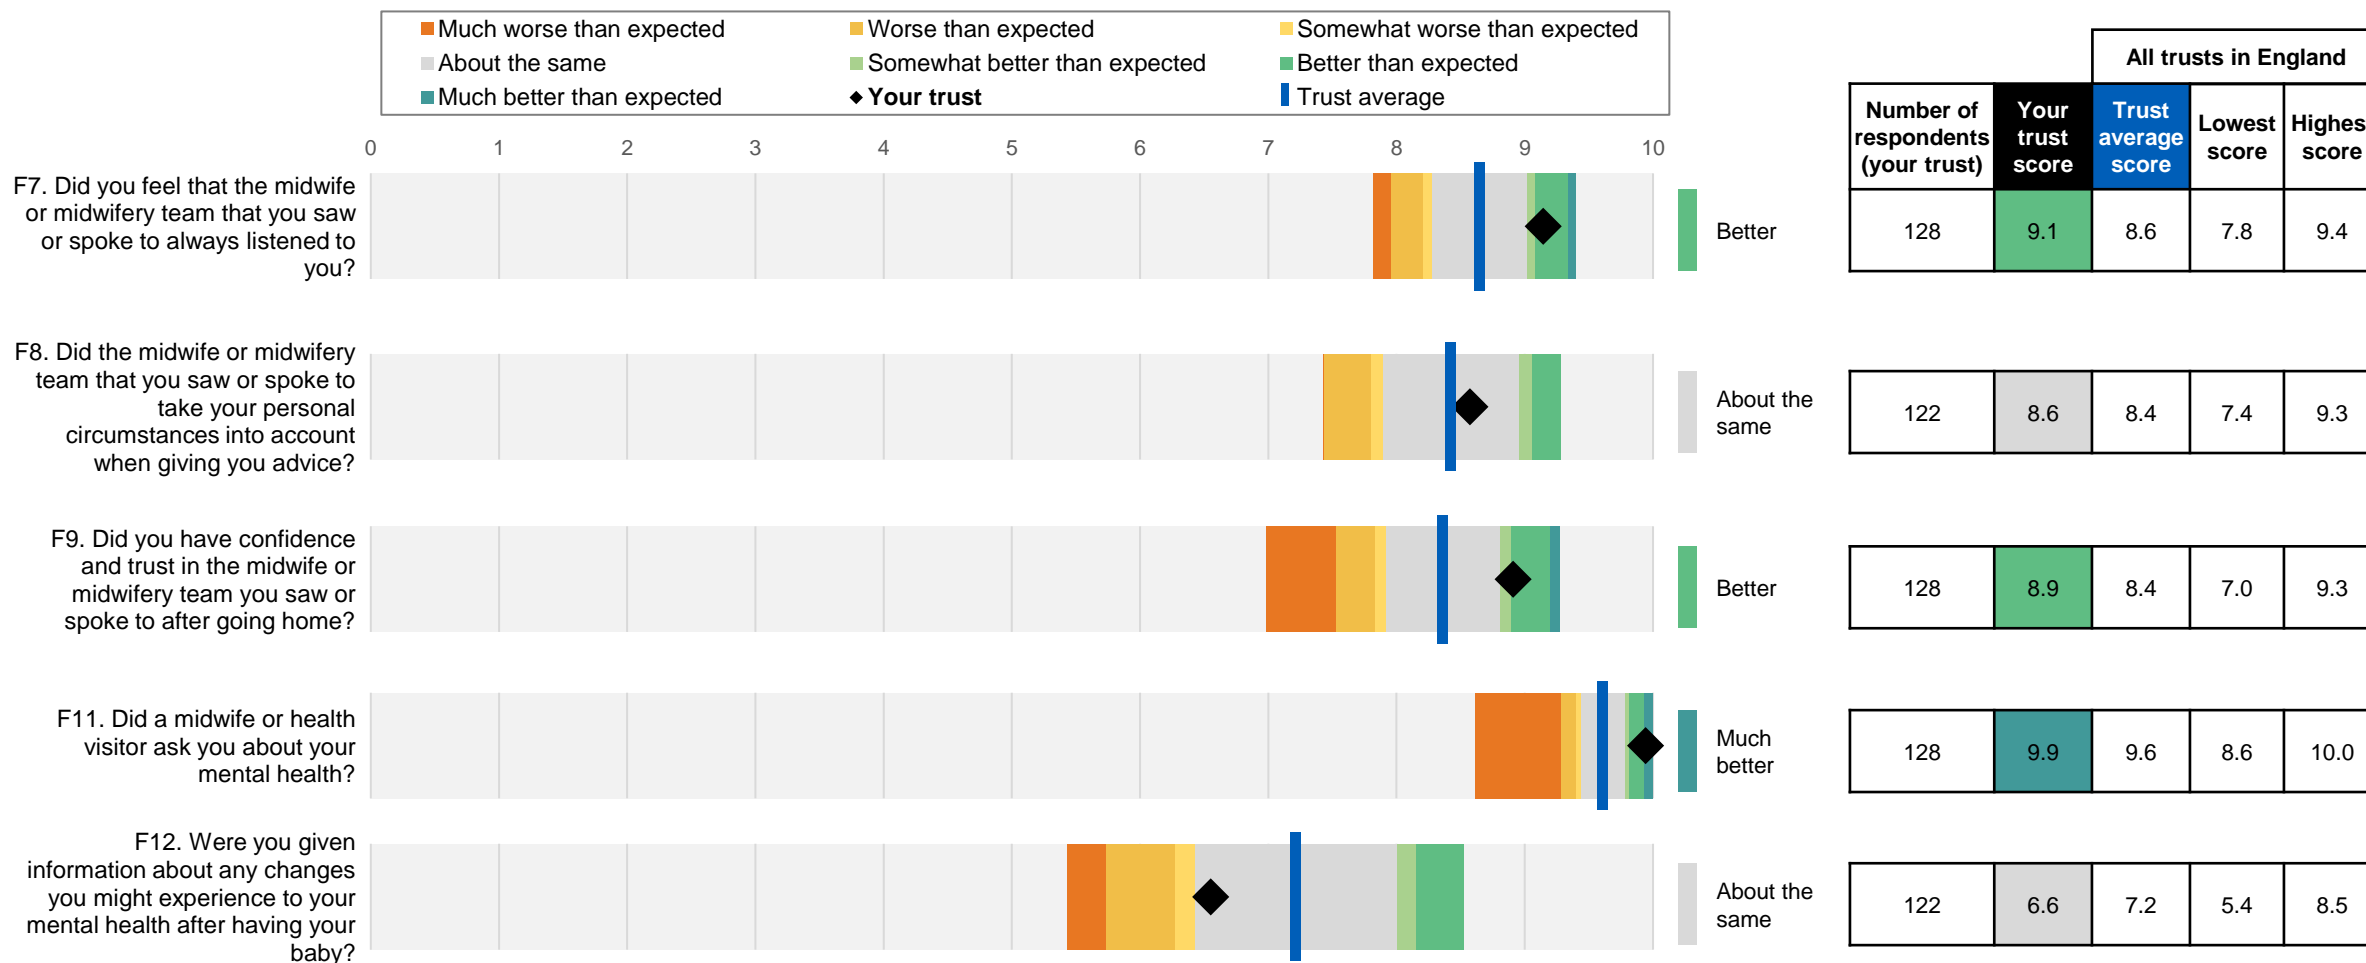 Much worse than expected
Worse than expected
Somewhat worse than expected
About the same
Somewhat better than expected
Better than expected
Much better than expected
Your trust
Trust average
All trusts in England
Number of respondents (your trust)
Your trust score
Trust average score
Lowest score
Highes score
0 1 2 3 4 5 6 7 8 9 10
F7. Did you feel that the midwife
or midwifery team that you saw
or spoke to always listened to
you?
Better
128 9.1 8.6 7.8 9.4
F8. Did the midwife or midwifery
team that you saw or spoke to
take your personal
circumstances into account
when giving you advice?
About the
same
122 8.6 8.4 7.4 9.3
F9. Did you have confidence
and trust in the midwife or
midwifery team you saw or
spoke to after going home?
Better
128 8.9 8.4 7.0 9.3
F11. Did a midwife or health
visitor ask you about your
mental health?
Much
better
128 9.9 9.6 8.6 10.0
F12. Were you given
information about any changes
you might experience to your
mental health after having your
baby?
About the
same
122 6.6 7.2 5.4 8.5